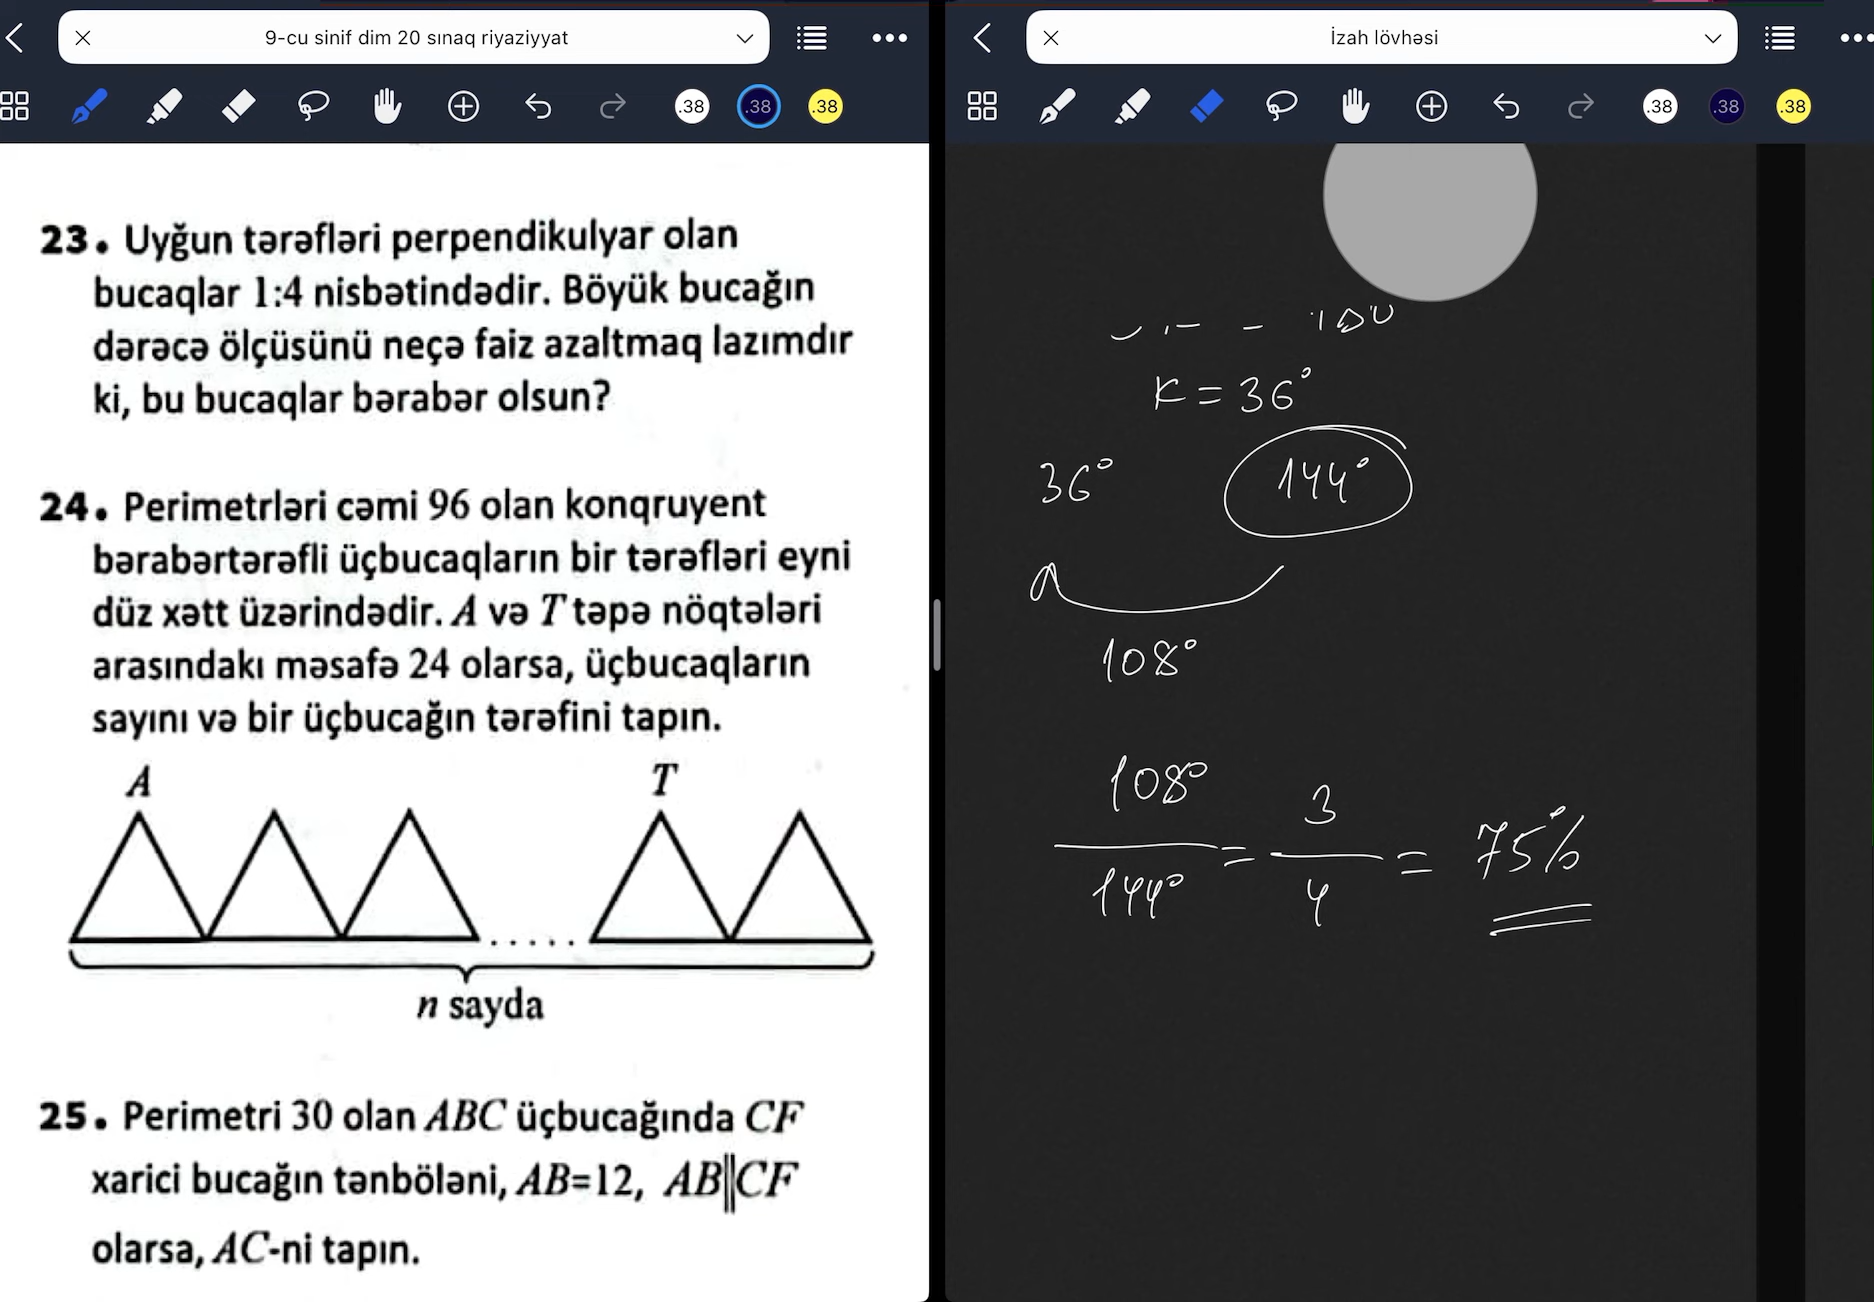 9-cu sinif dim 20 sınaq riyaziyyat
.38 .38 .38
23. Uyğun tərəfləri perpendikulyar olan
bucaqlar 1:4 nisbətindədir. Böyük bucağın
dərəcə ölçüsünü neçə faiz azaltmaq lazımdır
ki, bu bucaqlar bərabər olsun?
24. Perimetrləri cəmi 96 olan konqruyent
bərabərtərəfli üçbucaqların bir tərəfləri eyni
düz xətt üzərindədir. A və T təpə nöqtələri
arasındakı məsafə 24 olarsa, üçbucaqların
sayını və bir üçbucağın tərəfini tapın.
A T
.....
n sayda
25. Perimetri 30 olan ABC üçbucağında CF
xarici bucağın tənböləni, AB=12, AB||CF
olarsa, AC-ni tapın.
İzah lövhəsi
.38 .38 .38
K = 36°
36° 144°
108°
108°/144° = 3/4 = 75%